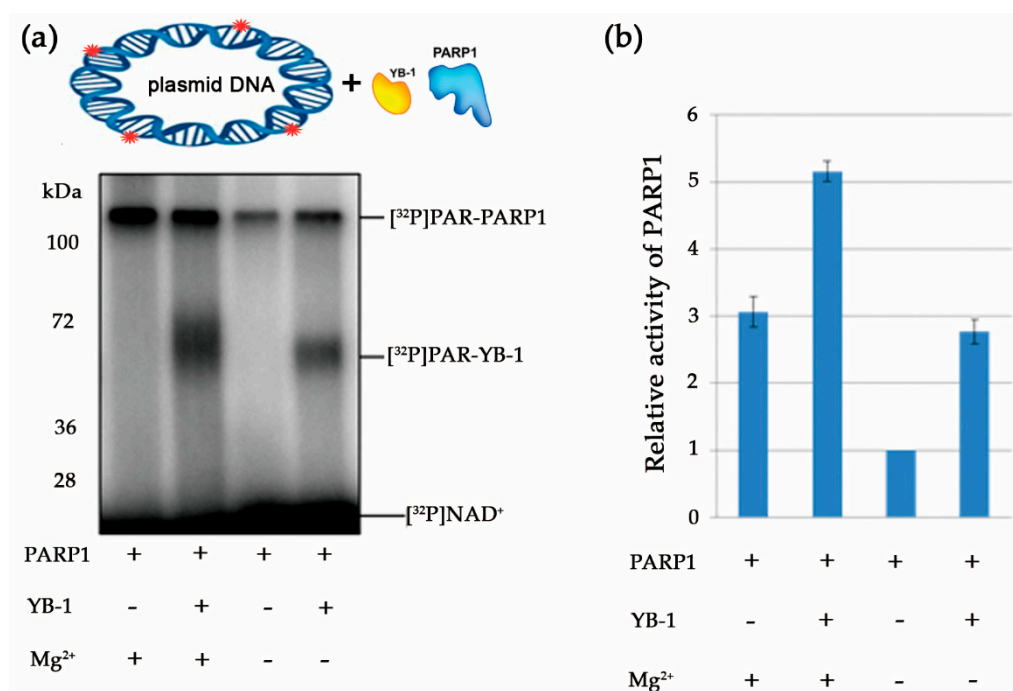 (a)
plasmid DNA
+
YB-1
PARP1
kDa
100
72
36
28
[³²P]PAR-PARP1
[³²P]PAR-YB-1
[³²P]NAD⁺
PARP1 + + + +
YB-1 - + - +
Mg²⁺ + + - -
(b)
Relative activity of PARP1
6
5
4
3
2
1
0
PARP1 + + + +
YB-1 - + - +
Mg²⁺ + + - -